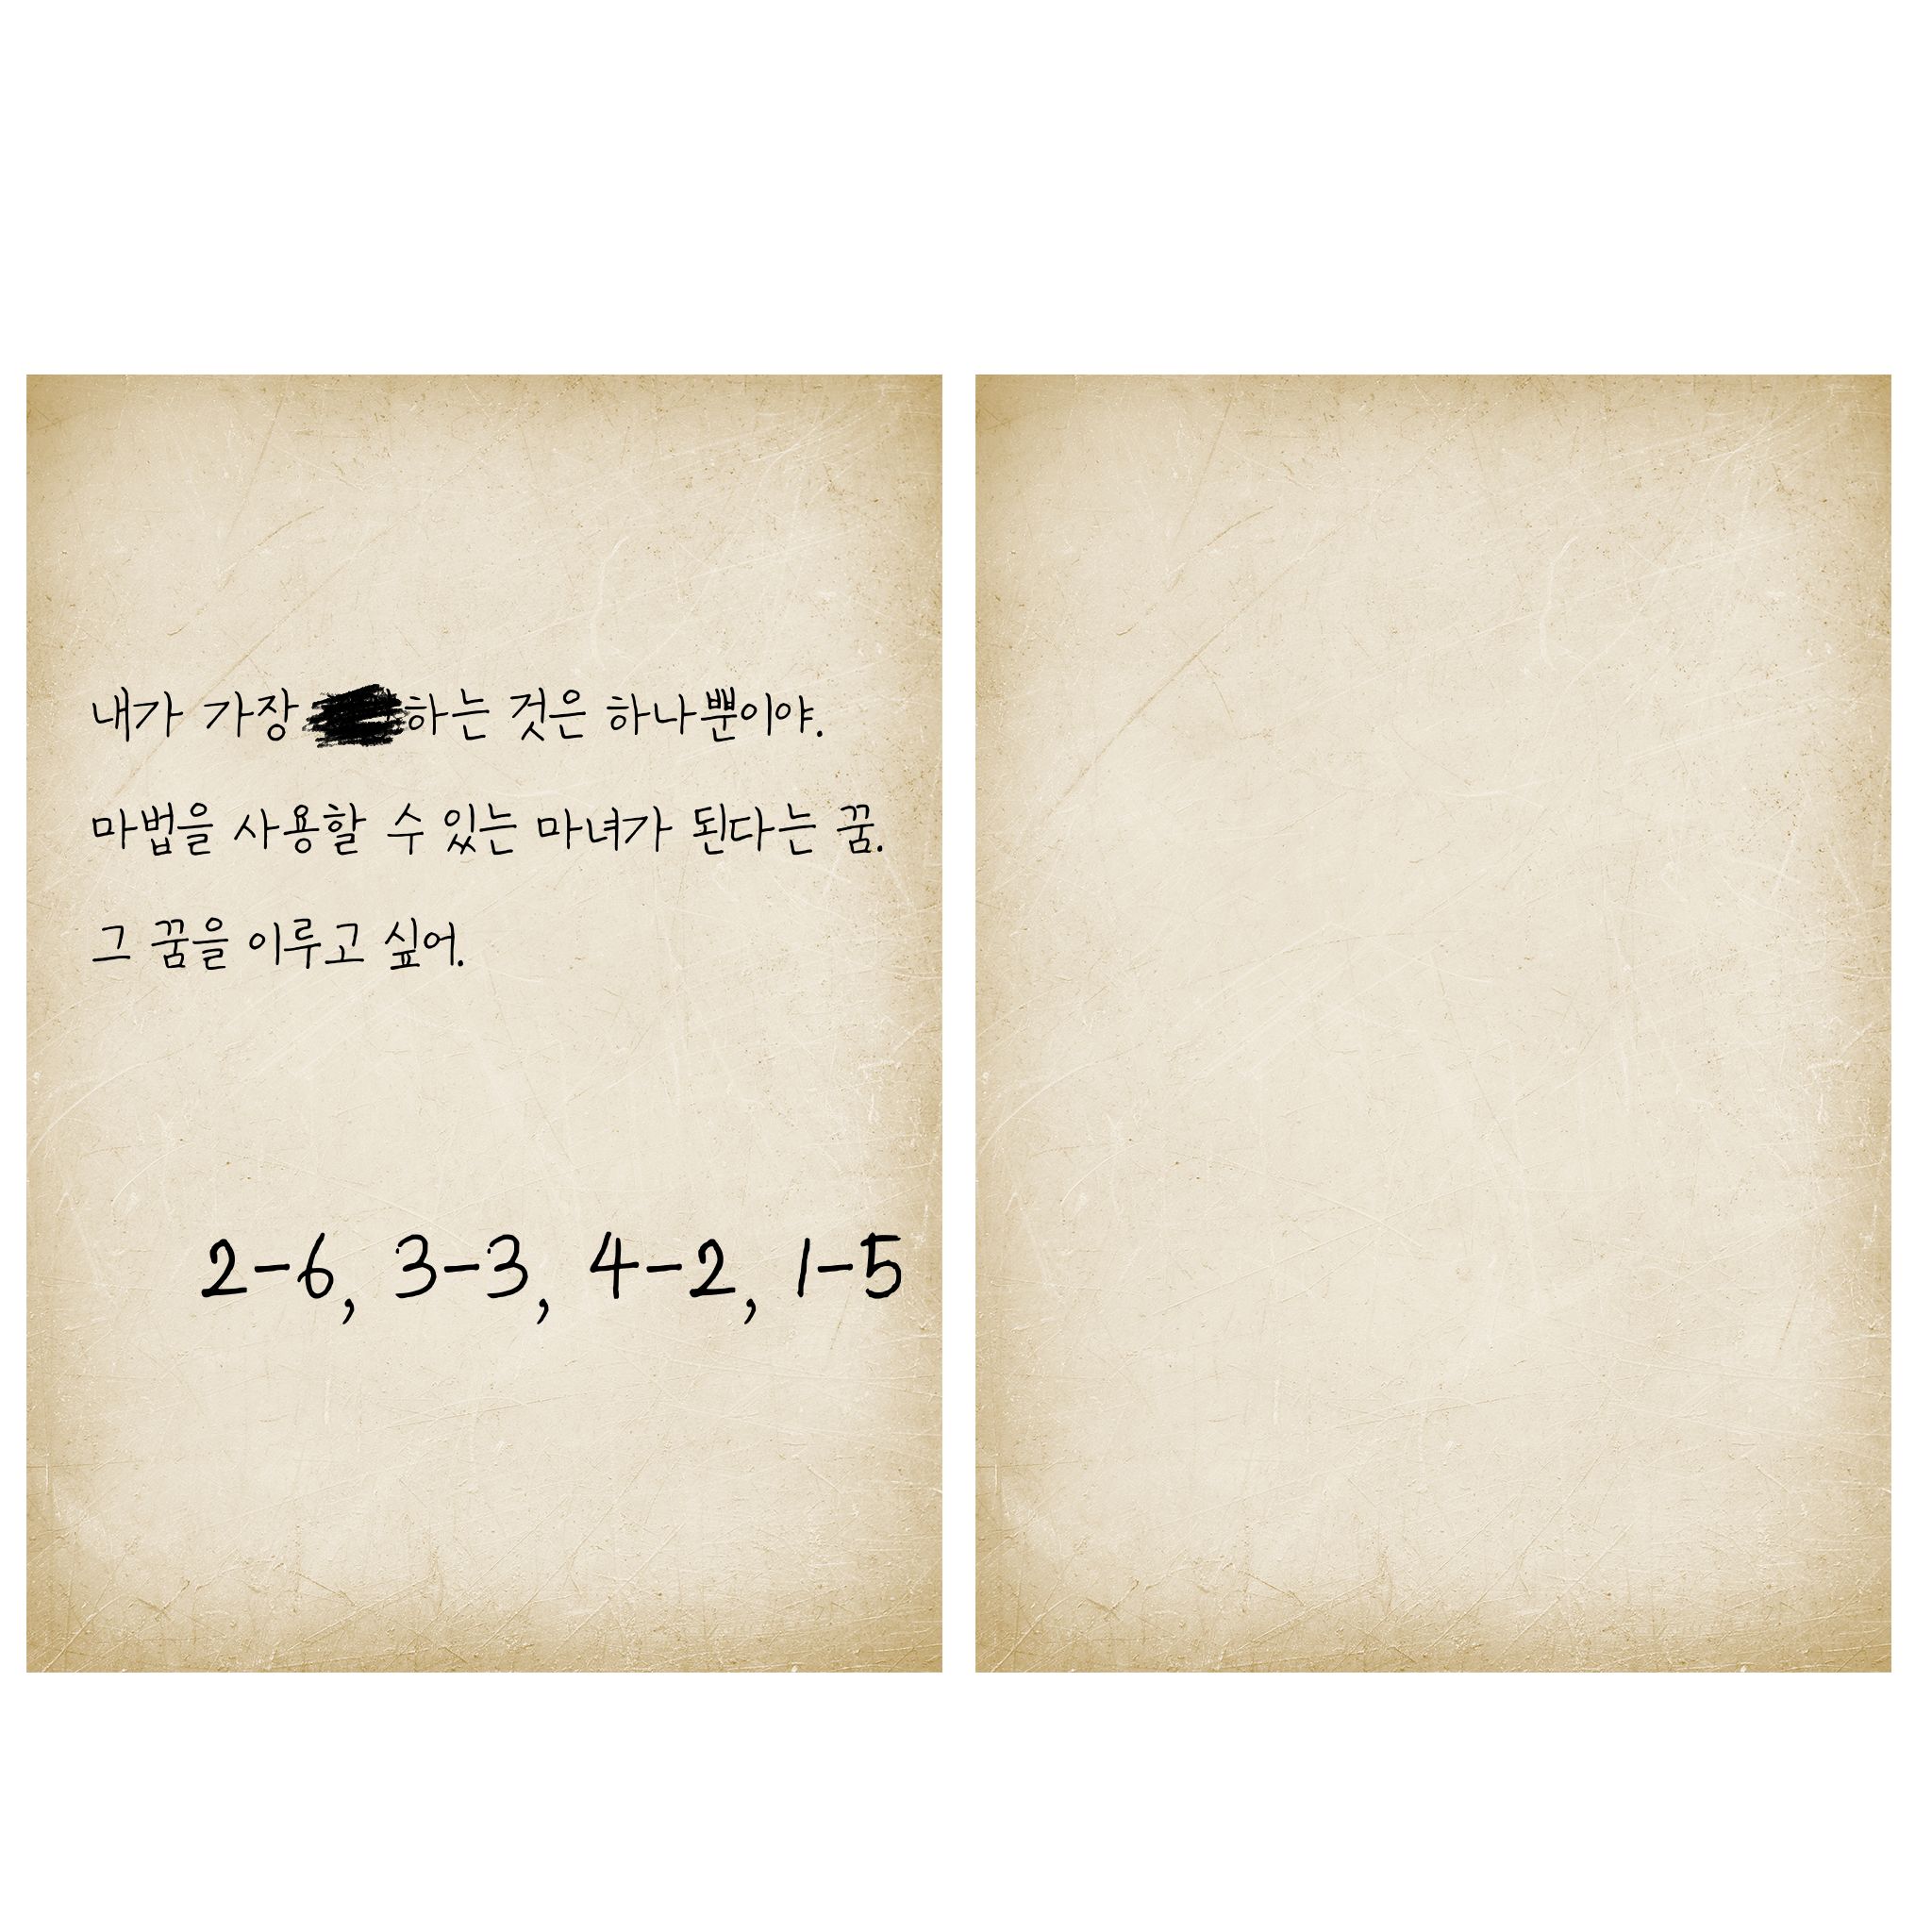 내가 가장 하는 것은 하나뿐이야.
마법을 사용할 수 있는 마녀가 된다는 꿈.
그 꿈을 이루고 싶어.
2-6, 3-3, 4-2, 1-5